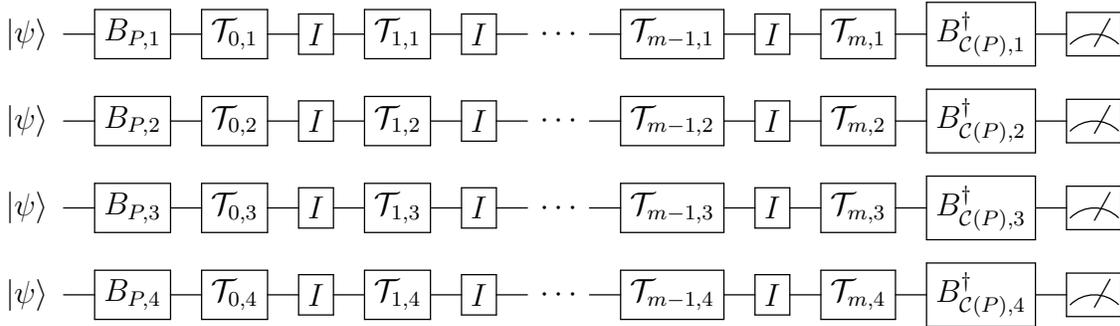 |ψ⟩ B_{P,1} 𝒯_{0,1} I 𝒯_{1,1} I ⋯ 𝒯_{m−1,1} I 𝒯_{m,1} B^†_{𝒞(P),1}
|ψ⟩ B_{P,2} 𝒯_{0,2} I 𝒯_{1,2} I ⋯ 𝒯_{m−1,2} I 𝒯_{m,2} B^†_{𝒞(P),2}
|ψ⟩ B_{P,3} 𝒯_{0,3} I 𝒯_{1,3} I ⋯ 𝒯_{m−1,3} I 𝒯_{m,3} B^†_{𝒞(P),3}
|ψ⟩ B_{P,4} 𝒯_{0,4} I 𝒯_{1,4} I ⋯ 𝒯_{m−1,4} I 𝒯_{m,4} B^†_{𝒞(P),4}